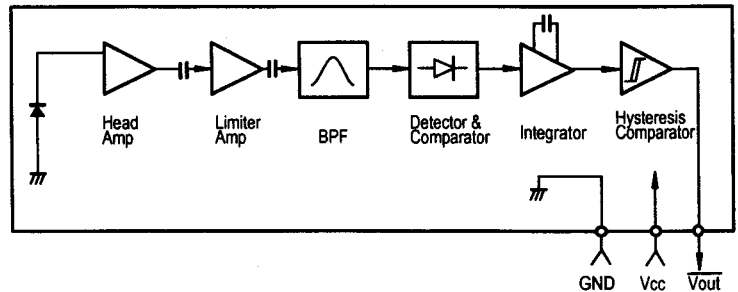 Head
Amp
Limiter
Amp
BPF
Detector &
Comparator
Integrator
Hysteresis
Comparator
GND
Vcc
Vout